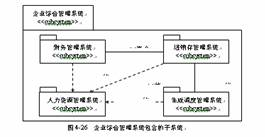 企业综合管理系统
<<subsystem>>
财务管理系统
<<subsystem>>
进销存管理系统
<<subsystem>>
人力资源管理系统
<<subsystem>>
集成调度管理系统
<<subsystem>>
图4-26 企业综合管理系统包含的子系统